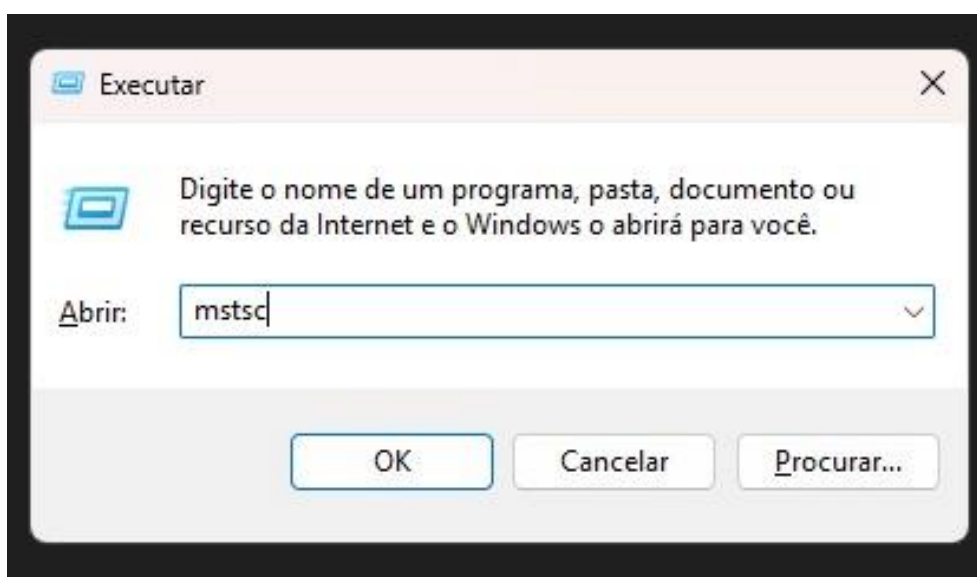 Executar
Digite o nome de um programa, pasta, documento ou
recurso da Internet e o Windows o abrirá para você.
Abrir:
mstsc
OK
Cancelar
Procurar...